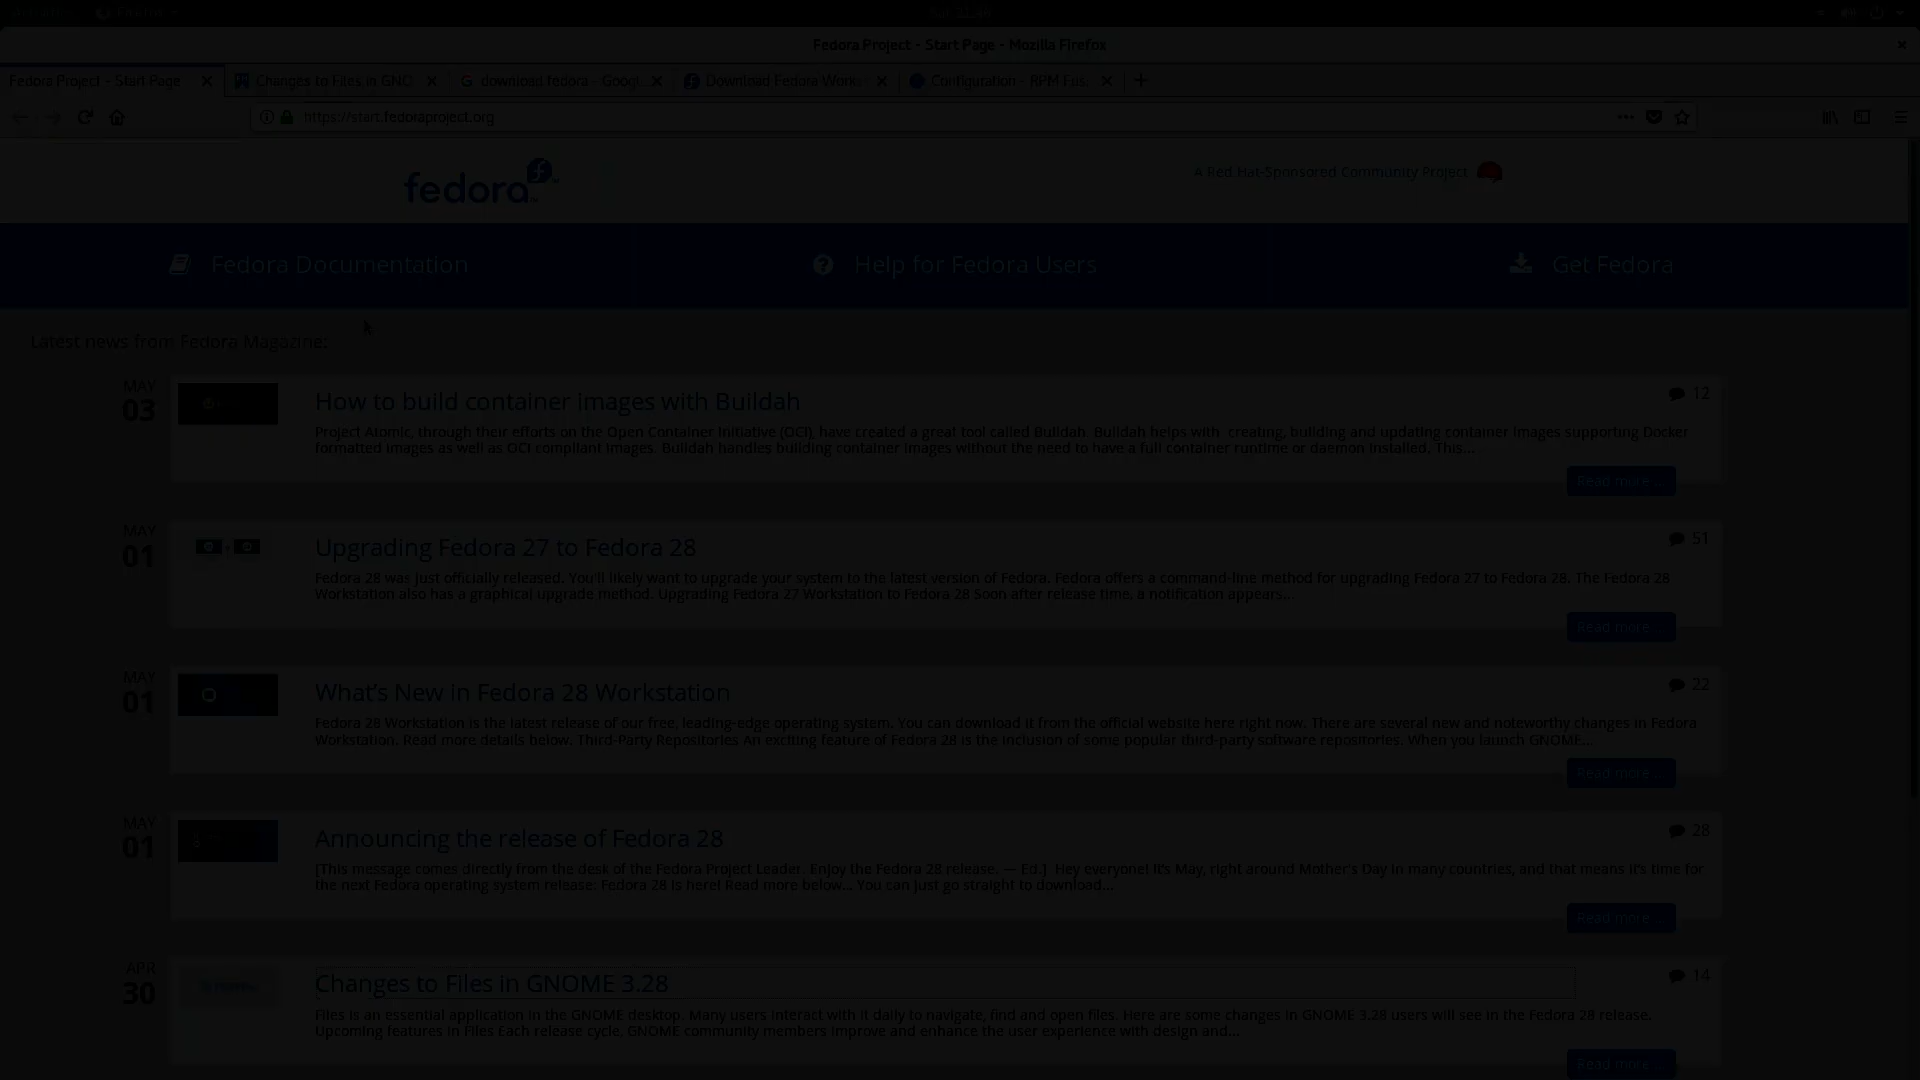 Fedora Project - Start Page - Mozilla Firefox
Fedora Project - Start Page
Changes to Files in GNO
download fedora - Googl
Download Fedora Works
Configuration - RPM Fus
https://start.fedoraproject.org
fedora
A Red Hat-Sponsored Community Project
Fedora Documentation
Help for Fedora Users
Get Fedora
Latest news from Fedora Magazine:
MAY
03
How to build container images with Buildah
12
Project Atomic, through their efforts on the Open Container Initiative (OCI), have created a great tool called Buildah. Buildah helps with creating, building and updating container images supporting Docker
formatted images as well as OCI compliant images. Buildah handles building container images without the need to have a full container runtime or daemon installed. This...
Read more ...
MAY
01
Upgrading Fedora 27 to Fedora 28
51
Fedora 28 was just officially released. You'll likely want to upgrade your system to the latest version of Fedora. Fedora offers a command-line method for upgrading Fedora 27 to Fedora 28. The Fedora 28
Workstation also has a graphical upgrade method. Upgrading Fedora 27 Workstation to Fedora 28 Soon after release time, a notification appears...
Read more ...
MAY
01
What's New in Fedora 28 Workstation
22
Fedora 28 Workstation is the latest release of our free, leading-edge operating system. You can download it from the official website here right now. There are several new and noteworthy changes in Fedora
Workstation. Read more details below. Third-Party Repositories An exciting feature of Fedora 28 is the inclusion of some popular third-party software repositories. When you launch GNOME...
Read more ...
MAY
01
Announcing the release of Fedora 28
28
[This message comes directly from the desk of the Fedora Project Leader. Enjoy the Fedora 28 release. — Ed.] Hey everyone! It's May, right around Mother's Day in many countries, and that means it's time for
the next Fedora operating system release: Fedora 28 is here! Read more below... You can just go straight to download...
Read more ...
APR
30
Changes to Files in GNOME 3.28
14
Files is an essential application in the GNOME desktop. Many users interact with it daily to navigate, find and open files. Here are some changes in GNOME 3.28 users will see in the Fedora 28 release.
Upcoming features in Files Each release cycle, GNOME community members improve and enhance the user experience with design and...
Read more ...